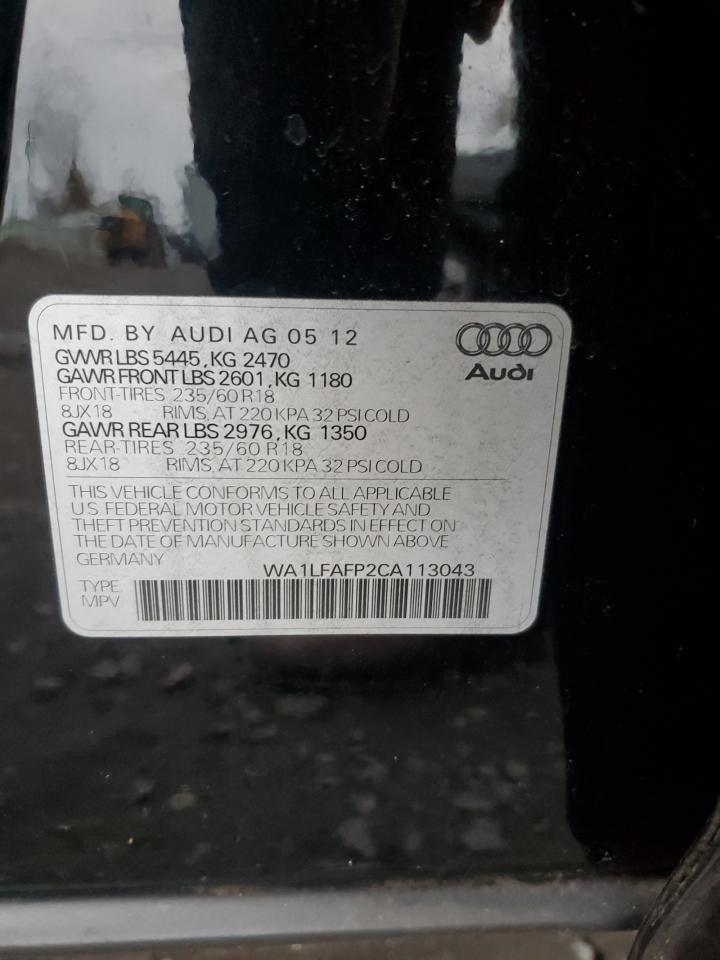 MFD. BY AUDI AG 05 12
GVWR LBS 5445, KG 2470
GAWR FRONT LBS 2601, KG 1180
FRONT-TIRES 235/60 R18
8JX18 RIMS, AT 220 KPA 32 PSI COLD
GAWR REAR LBS 2976, KG 1350
REAR-TIRES 235/60 R18
8JX18 RIMS, AT 220 KPA 32 PSI COLD
Audi
THIS VEHICLE CONFORMS TO ALL APPLICABLE
U.S. FEDERAL MOTOR VEHICLE SAFETY AND
THEFT PREVENTION STANDARDS IN EFFECT ON
THE DATE OF MANUFACTURE SHOWN ABOVE
GERMANY WA1LFAFP2CA113043
TYPE
MPV